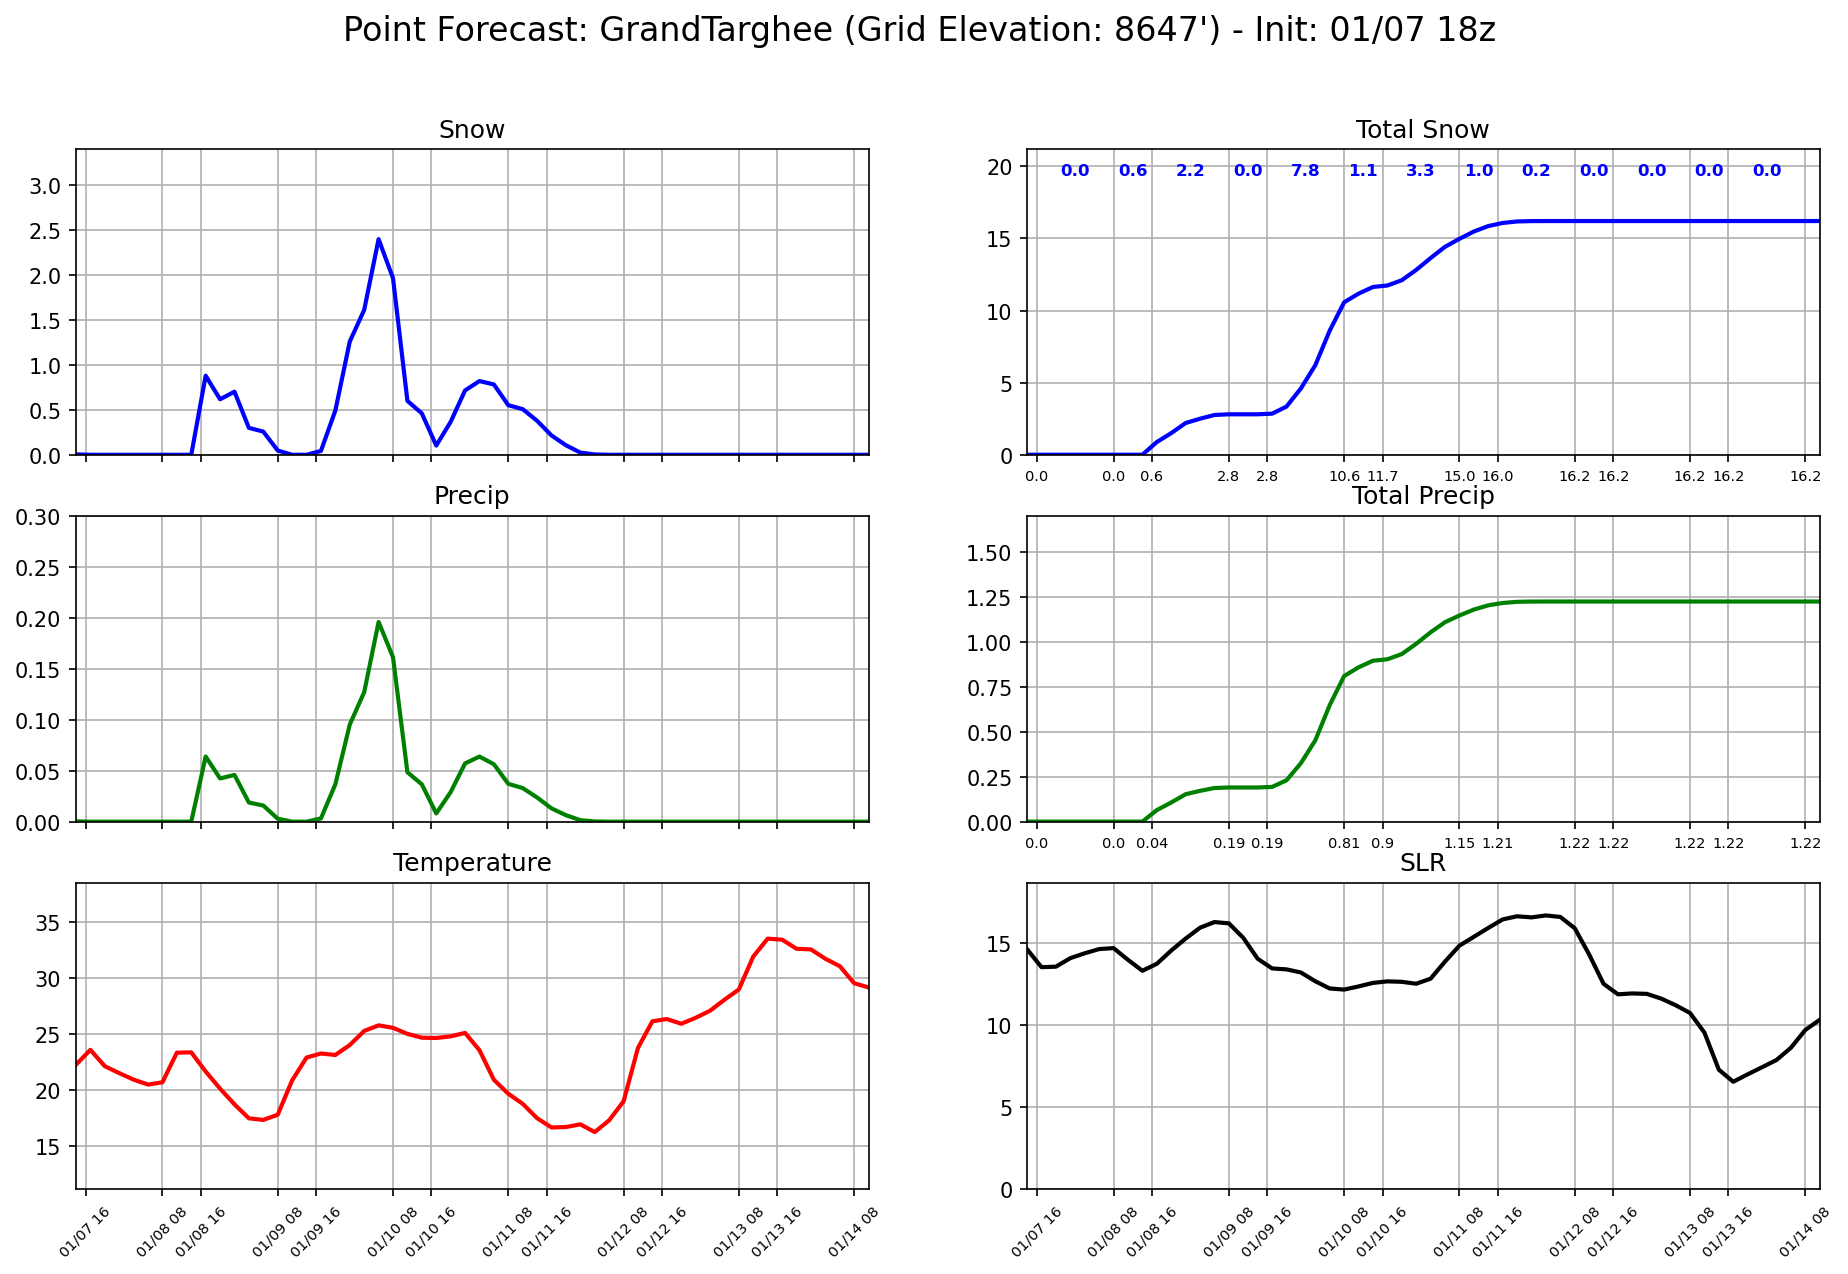 Point Forecast: GrandTarghee (Grid Elevation: 8647') - Init: 01/07 18z
Snow
3.0
2.5
2.0
1.5
1.0
0.5
0.0
Total Snow
20
15
10
5
0
0.0 0.6 2.2 0.0 7.8 1.1 3.3 1.0 0.2 0.0 0.0 0.0 0.0
0.0 0.0 0.6 2.8 2.8 10.6 11.7 15.0 16.0 16.2 16.2 16.2 16.2 16.2
Precip
0.30
0.25
0.20
0.15
0.10
0.05
0.00
Total Precip
1.50
1.25
1.00
0.75
0.50
0.25
0.00
0.0 0.0 0.04 0.19 0.19 0.81 0.9 1.15 1.21 1.22 1.22 1.22 1.22 1.22
Temperature
35
30
25
20
15
01/07 16 01/08 08 01/08 16 01/09 08 01/09 16 01/10 08 01/10 16 01/11 08 01/11 16 01/12 08 01/12 16 01/13 08 01/13 16 01/14 08
SLR
15
10
5
0
01/07 16 01/08 08 01/08 16 01/09 08 01/09 16 01/10 08 01/10 16 01/11 08 01/11 16 01/12 08 01/12 16 01/13 08 01/13 16 01/14 08